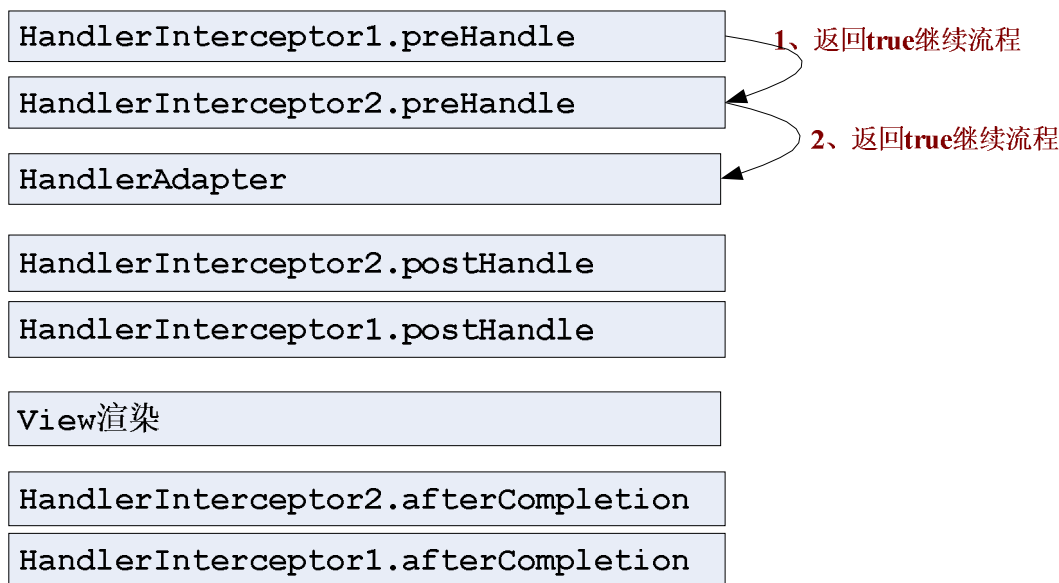 HandlerInterceptor1.preHandle
1、返回true继续流程
HandlerInterceptor2.preHandle
2、返回true继续流程
HandlerAdapter
HandlerInterceptor2.postHandle
HandlerInterceptor1.postHandle
View渲染
HandlerInterceptor2.afterCompletion
HandlerInterceptor1.afterCompletion